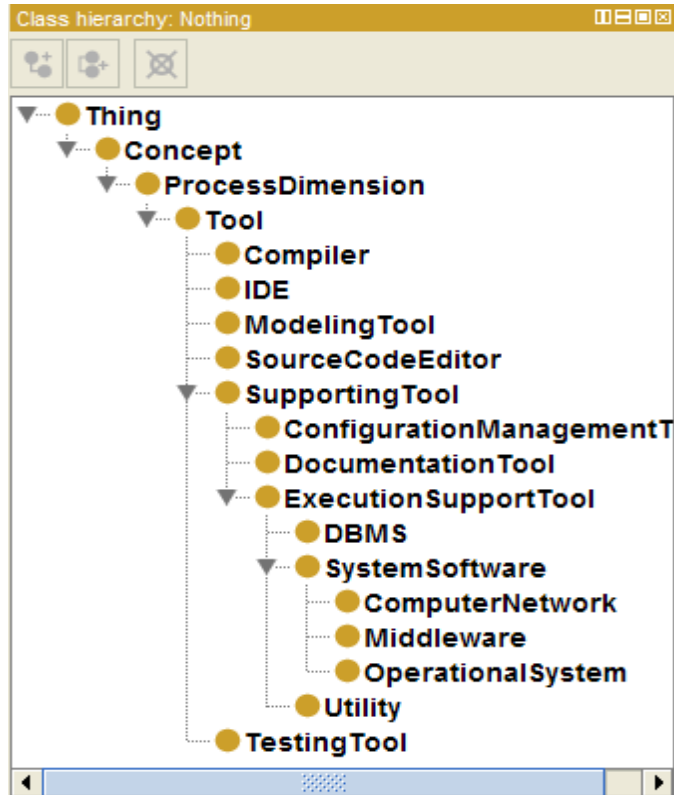 Class hierarchy: Nothing
Thing
Concept
ProcessDimension
Tool
Compiler
IDE
ModelingTool
SourceCodeEditor
SupportingTool
ConfigurationManagementT
DocumentationTool
ExecutionSupportTool
DBMS
SystemSoftware
ComputerNetwork
Middleware
OperationalSystem
Utility
TestingTool